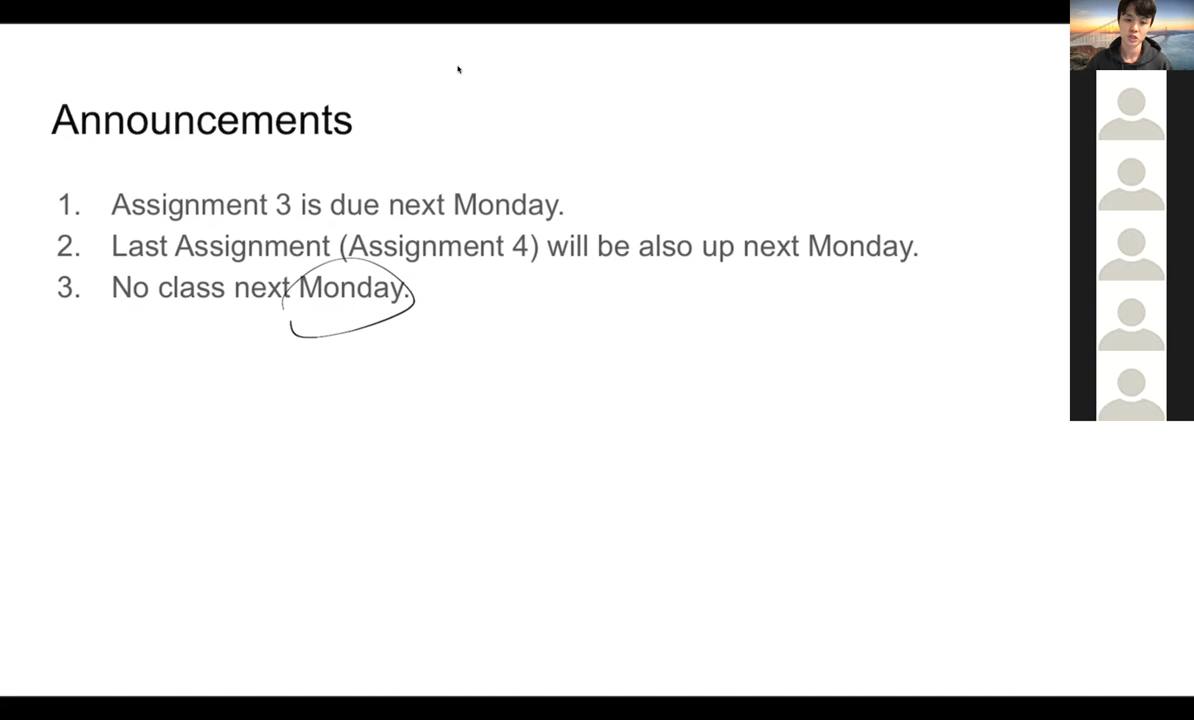 Announcements
1. Assignment 3 is due next Monday.
2. Last Assignment (Assignment 4) will be also up next Monday.
3. No class next Monday.